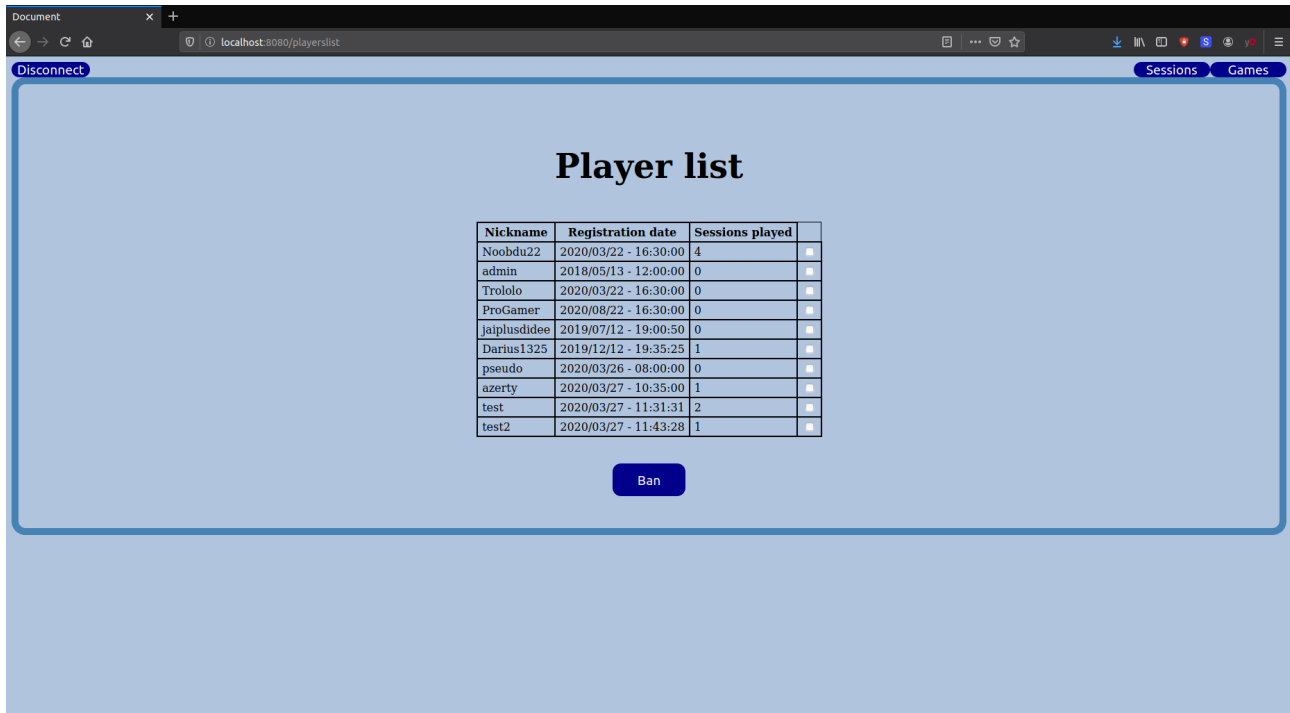 Document
localhost:8080/playerslist
Disconnect Sessions Games
Player list
Nickname Registration date Sessions played
Noobdu22 2020/03/22 - 16:30:00 4
admin 2018/05/13 - 12:00:00 0
Trololo 2020/03/22 - 16:30:00 0
ProGamer 2020/08/22 - 16:30:00 0
jaiplusdidee 2019/07/12 - 19:00:50 0
Darius1325 2019/12/12 - 19:35:25 1
pseudo 2020/03/26 - 08:00:00 0
azerty 2020/03/27 - 10:35:00 1
test 2020/03/27 - 11:31:31 2
test2 2020/03/27 - 11:43:28 1
Ban